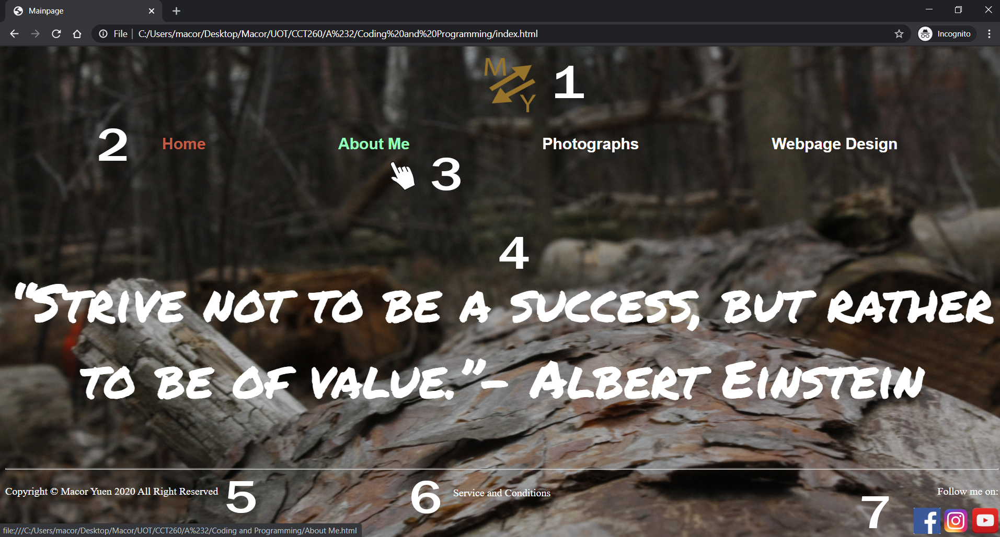 Mainpage
File | C:/Users/macor/Desktop/Macor/UOT/CCT260/A%232/Coding%20and%20Programming/index.html
Incognito
M
Y
1
2
Home
About Me
Photographs
Webpage Design
3
4
“Strive not to be a success, but rather
to be of value.”- Albert Einstein
Copyright © Macor Yuen 2020 All Right Reserved
5
6
Service and Conditions
Follow me on:
7
file:///C:/Users/macor/Desktop/Macor/UOT/CCT260/A%232/Coding and Programming/About Me.html